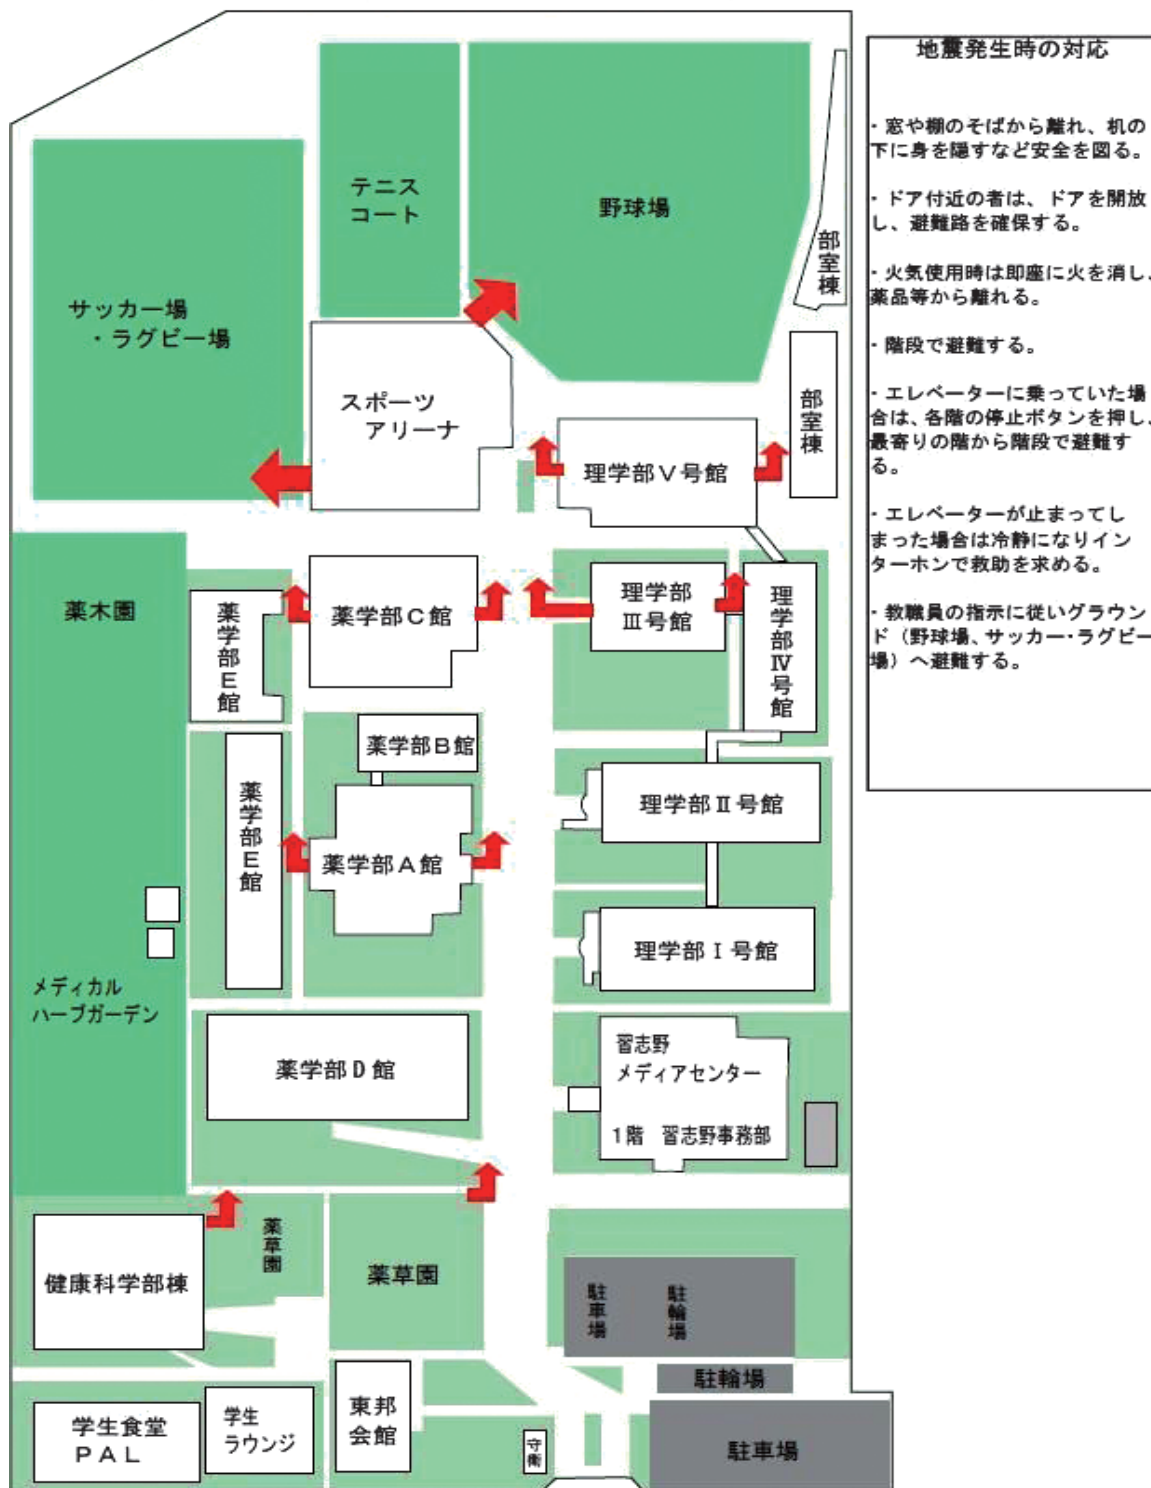 テニス
コート
野球場
部室棟
サッカー場
・ラグビー場
スポーツ
アリーナ
部室棟
理学部Ⅴ号館
薬木園
薬学部E館
薬学部C館
理学部
Ⅲ号館
理学部Ⅳ号館
薬学部B館
薬学部E館
薬学部A館
理学部Ⅱ号館
理学部Ⅰ号館
メディカル
ハーブガーデン
薬学部D館
習志野
メディアセンター
1階　習志野事務部
健康科学部棟
薬草園
薬草園
駐車場
駐輪場
駐輪場
学生食堂
PAL
学生
ラウンジ
東邦
会館
守衛
駐車場
地震発生時の対応
・窓や棚のそばから離れ、机の
下に身を隠すなど安全を図る。
・ドア付近の者は、ドアを開放
し、避難路を確保する。
・火気使用時は即座に火を消し、
薬品等から離れる。
・階段で避難する。
・エレベーターに乗っていた場
合は、各階の停止ボタンを押し、
最寄りの階から階段で避難す
る。
・エレベーターが止まってし
まった場合は冷静になりイン
ターホンで救助を求める。
・教職員の指示に従いグラウン
ド（野球場、サッカー・ラグビー
場）へ避難する。